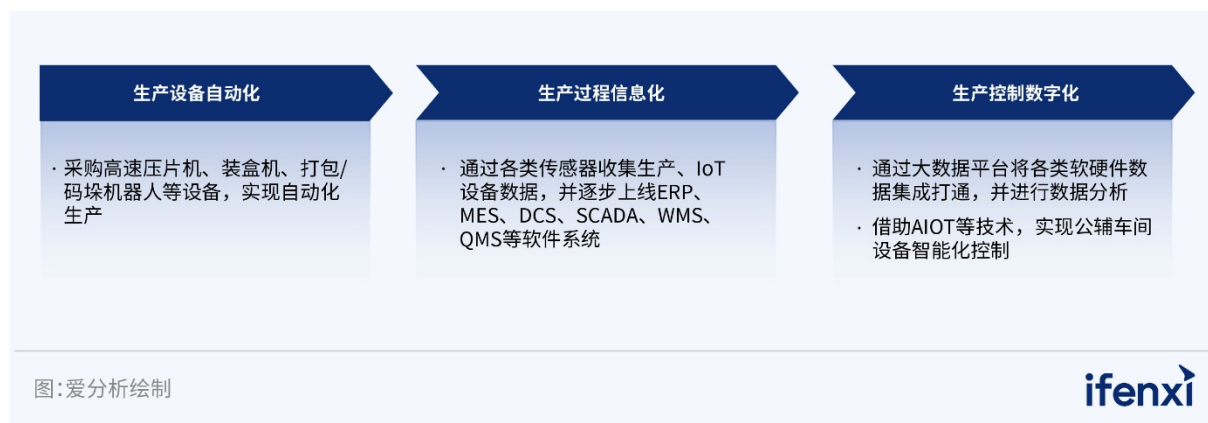 生产设备自动化
· 采购高速压片机、装盒机、打包/
码垛机器人等设备，实现自动化
生产
生产过程信息化
· 通过各类传感器收集生产、IoT
设备数据，并逐步上线ERP、
MES、DCS、SCADA、WMS、
QMS等软件系统
生产控制数字化
· 通过大数据平台将各类软硬件数
据集成打通，并进行数据分析
· 借助AIOT等技术，实现公辅车间
设备智能化控制
图：爱分析绘制
ifenxi